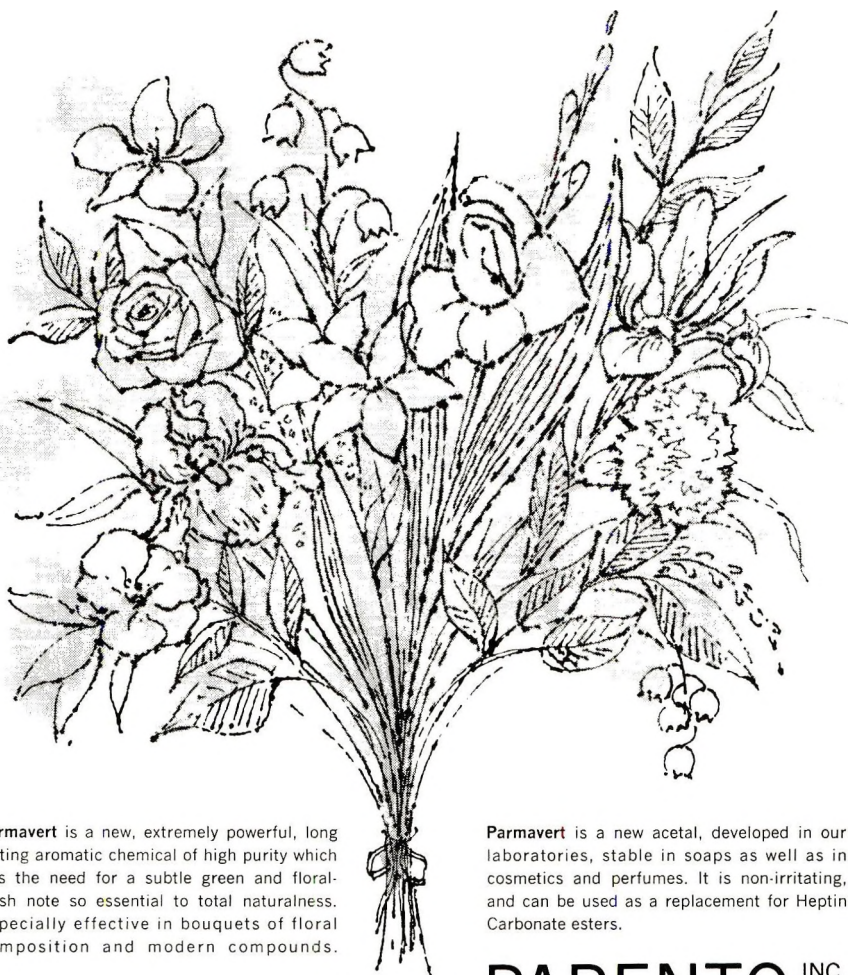 rmavert is a new, extremely powerful, long
ting aromatic chemical of high purity which
s the need for a subtle green and floral-
sh note so essential to total naturalness.
pecially effective in bouquets of floral
mposition and modern compounds.
Parmavert is a new acetal, developed in our
laboratories, stable in soaps as well as in
cosmetics and perfumes. It is non-irritating,
and can be used as a replacement for Heptin
Carbonate esters.
PARENTO INC